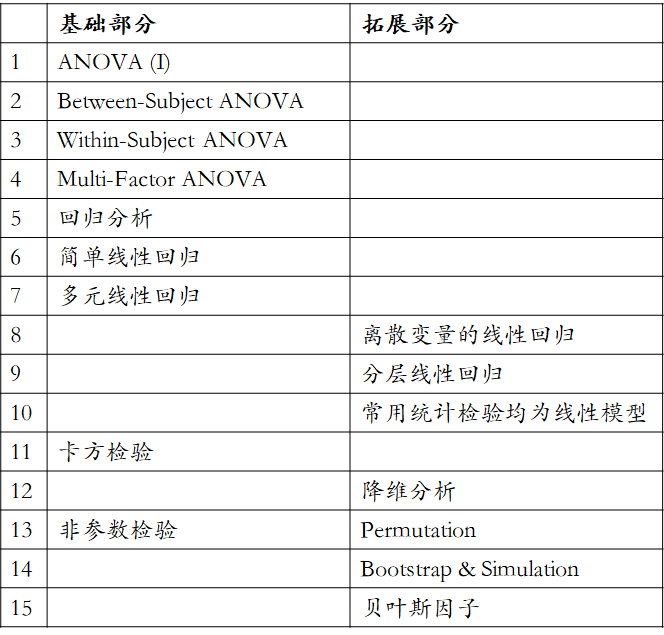 基础部分 拓展部分
1 ANOVA (I)
2 Between-Subject ANOVA
3 Within-Subject ANOVA
4 Multi-Factor ANOVA
5 回归分析
6 简单线性回归
7 多元线性回归
8 离散变量的线性回归
9 分层线性回归
10 常用统计检验均为线性模型
11 卡方检验
12 降维分析
13 非参数检验 Permutation
14 Bootstrap & Simulation
15 贝叶斯因子